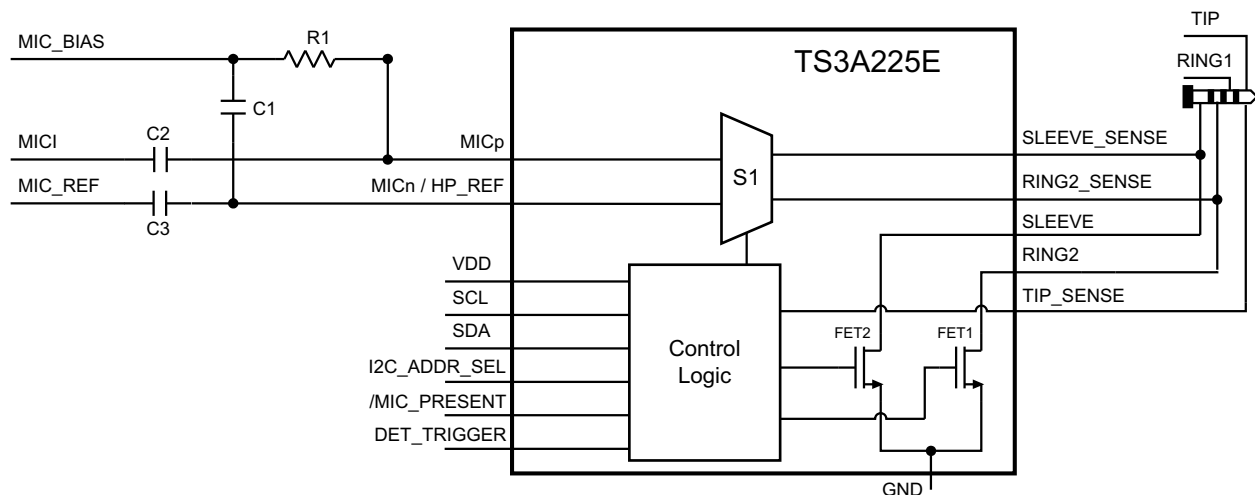 TIP
MIC_BIAS
R1
TS3A225E
RING1
C1
MICI
C2
MICp
SLEEVE_SENSE
S1
MIC_REF
C3
MICn / HP_REF
RING2_SENSE
SLEEVE
RING2
VDD
TIP_SENSE
SCL
SDA
Control
Logic
FET2
FET1
I2C_ADDR_SEL
/MIC_PRESENT
DET_TRIGGER
GND